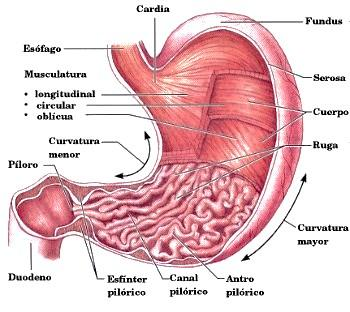 Cardia
Fundus
Esófago
Musculatura
• longitudinal
• circular
• oblícua
Serosa
Cuerpo
Curvatura
menor
Ruga
Píloro
Curvatura
mayor
Duodeno
Esfínter
pilórico
Canal
pilórico
Antro
pilórico